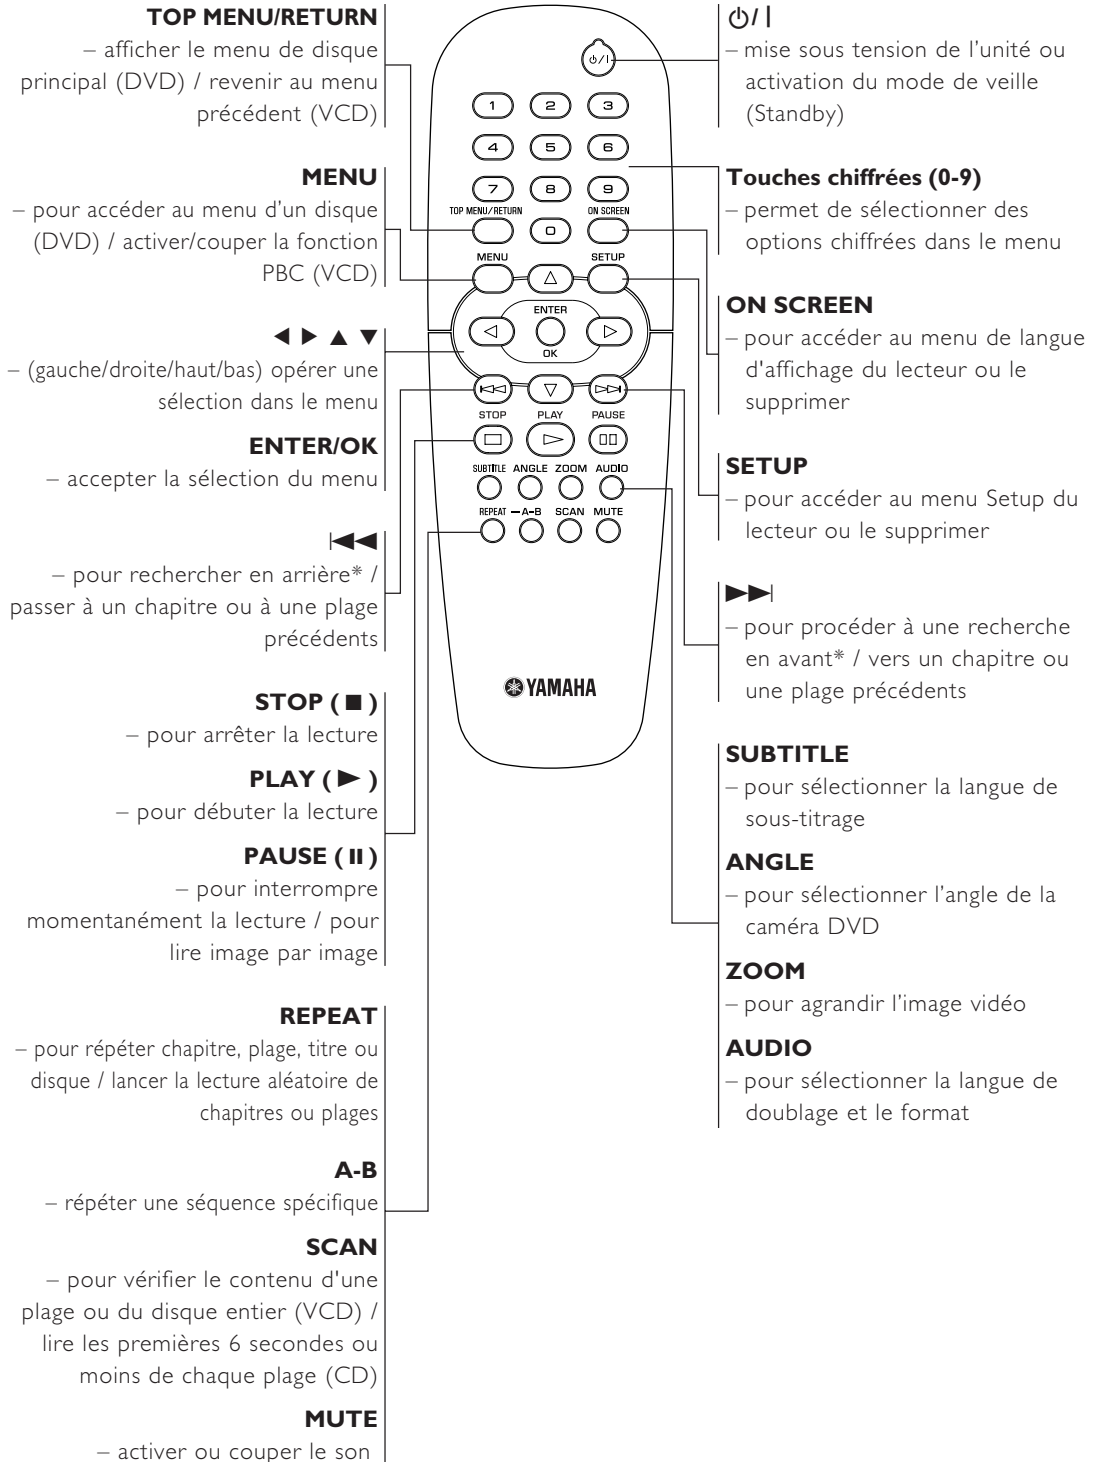 TOP MENU/RETURN
– afficher le menu de disque
principal (DVD) / revenir au menu
précédent (VCD)
MENU
– pour accéder au menu d’un disque
(DVD) / activer/couper la fonction
PBC (VCD)
◀ ▶ ▲ ▼
– (gauche/droite/haut/bas) opérer une
sélection dans le menu
ENTER/OK
– accepter la sélection du menu
|◀◀
– pour rechercher en arrière* /
passer à un chapitre ou à une plage
précédents
STOP ( ■ )
– pour arrêter la lecture
PLAY ( ▶ )
– pour débuter la lecture
PAUSE ( II )
– pour interrompre
momentanément la lecture / pour
lire image par image
REPEAT
– pour répéter chapitre, plage, titre ou
disque / lancer la lecture aléatoire de
chapitres ou plages
A-B
– répéter une séquence spécifique
SCAN
– pour vérifier le contenu d'une
plage ou du disque entier (VCD) /
lire les premières 6 secondes ou
moins de chaque plage (CD)
MUTE
– activer ou couper le son
⏻/I
1 2 3
4 5 6
7 8 9
TOP MENU/RETURN 0 ON SCREEN
MENU SETUP
ENTER
OK
STOP PLAY PAUSE
SUBTITLE ANGLE ZOOM AUDIO
REPEAT A-B SCAN MUTE
YAMAHA
⏻/I
– mise sous tension de l’unité ou
activation du mode de veille
(Standby)
Touches chiffrées (0-9)
– permet de sélectionner des
options chiffrées dans le menu
ON SCREEN
– pour accéder au menu de langue
d'affichage du lecteur ou le
supprimer
SETUP
– pour accéder au menu Setup du
lecteur ou le supprimer
▶▶|
– pour procéder à une recherche
en avant* / vers un chapitre ou
une plage précédents
SUBTITLE
– pour sélectionner la langue de
sous-titrage
ANGLE
– pour sélectionner l’angle de la
caméra DVD
ZOOM
– pour agrandir l’image vidéo
AUDIO
– pour sélectionner la langue de
doublage et le format